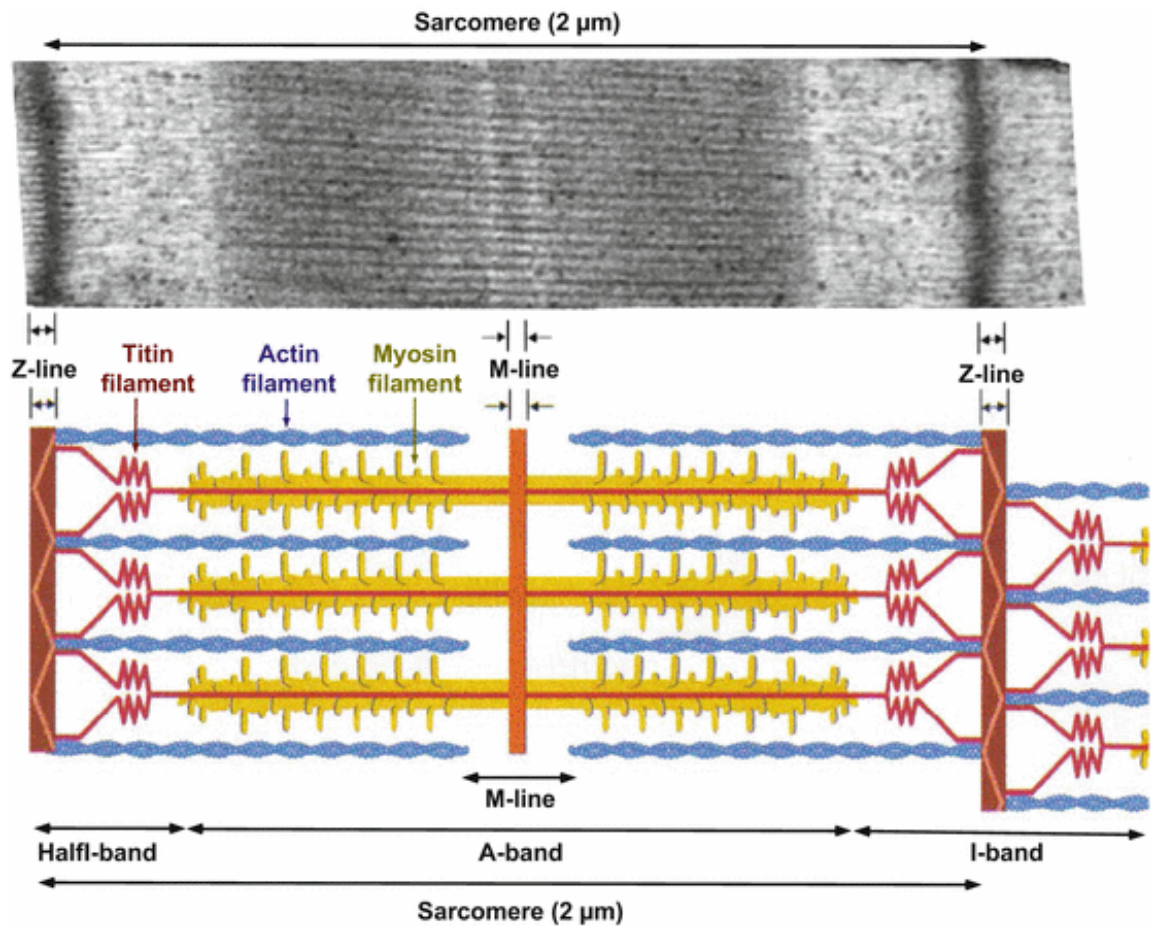 Sarcomere (2 µm)
Z-line
Titin
filament
Actin
filament
Myosin
filament
M-line
Z-line
M-line
HalfI-band
A-band
I-band
Sarcomere (2 µm)